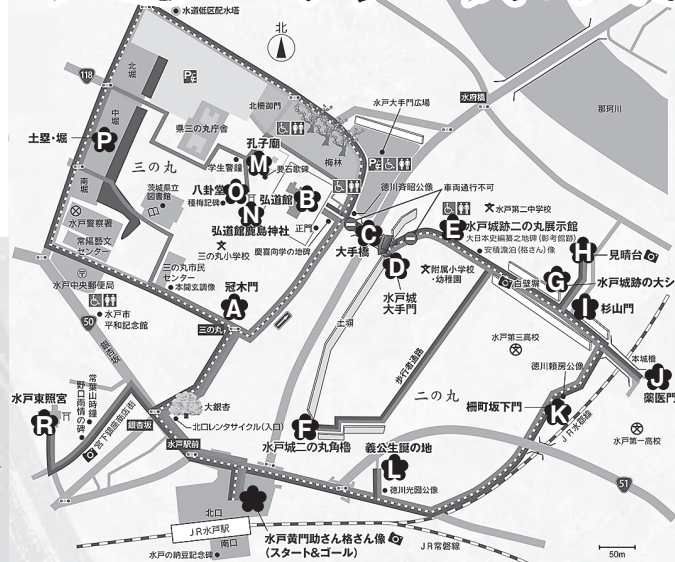 水道低区配水塔
北
118
北堀
中堀
P
土塁・堀
南堀
三の丸
県三の丸庁舎
北柵御門
水戸大手門広場
水府橋
那珂川
梅林
孔子廟
M
学生警鐘
要石歌碑
八卦堂
O
種梅記碑
N
弘道館鹿島神社
弘道館
B
正門
茨城県立
図書館
水戸警察署
常陽藝文
センター
三の丸小学校
慶喜向学の地碑
徳川斉昭公像
車両通行不可
C
大手橋
D
水戸城
大手門
E
水戸城跡二の丸展示館
水戸第二中学校
大日本史編纂之地碑(彰考館跡)
安積澹泊(格さん)像
附属小学校
・幼稚園
白壁塀
H
見晴台
G
水戸城跡の大シ
I
杉山門
三の丸市民
センター
本間玄調像
水戸中央郵便局
水戸市
平和記念館
50
冠木門
A
三の丸
土塀
歩行者通路
二の丸
水戸第三高校
徳川頼房公像
本城橋
J
薬医門
柵町坂下門
K
JR水郡線
水戸第一高校
水戸東照宮
R
常葉山時鐘
野口雨情の碑
宮下銀座商店街
大銀杏
銀杏坂
北口レンタサイクル(入口)
水戸駅前
F
水戸城二の丸角櫓
義公生誕の地
L
徳川光圀公像
51
北口
JR水戸駅
南口
水戸の納豆記念碑
水戸黄門助さん格さん像
(スタート&ゴール)
JR常磐線
50m